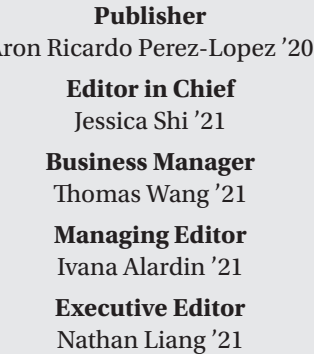 Publisher
Aron Ricardo Perez-Lopez ’20
Editor in Chief
Jessica Shi ’21
Business Manager
Thomas Wang ’21
Managing Editor
Ivana Alardin ’21
Executive Editor
Nathan Liang ’21